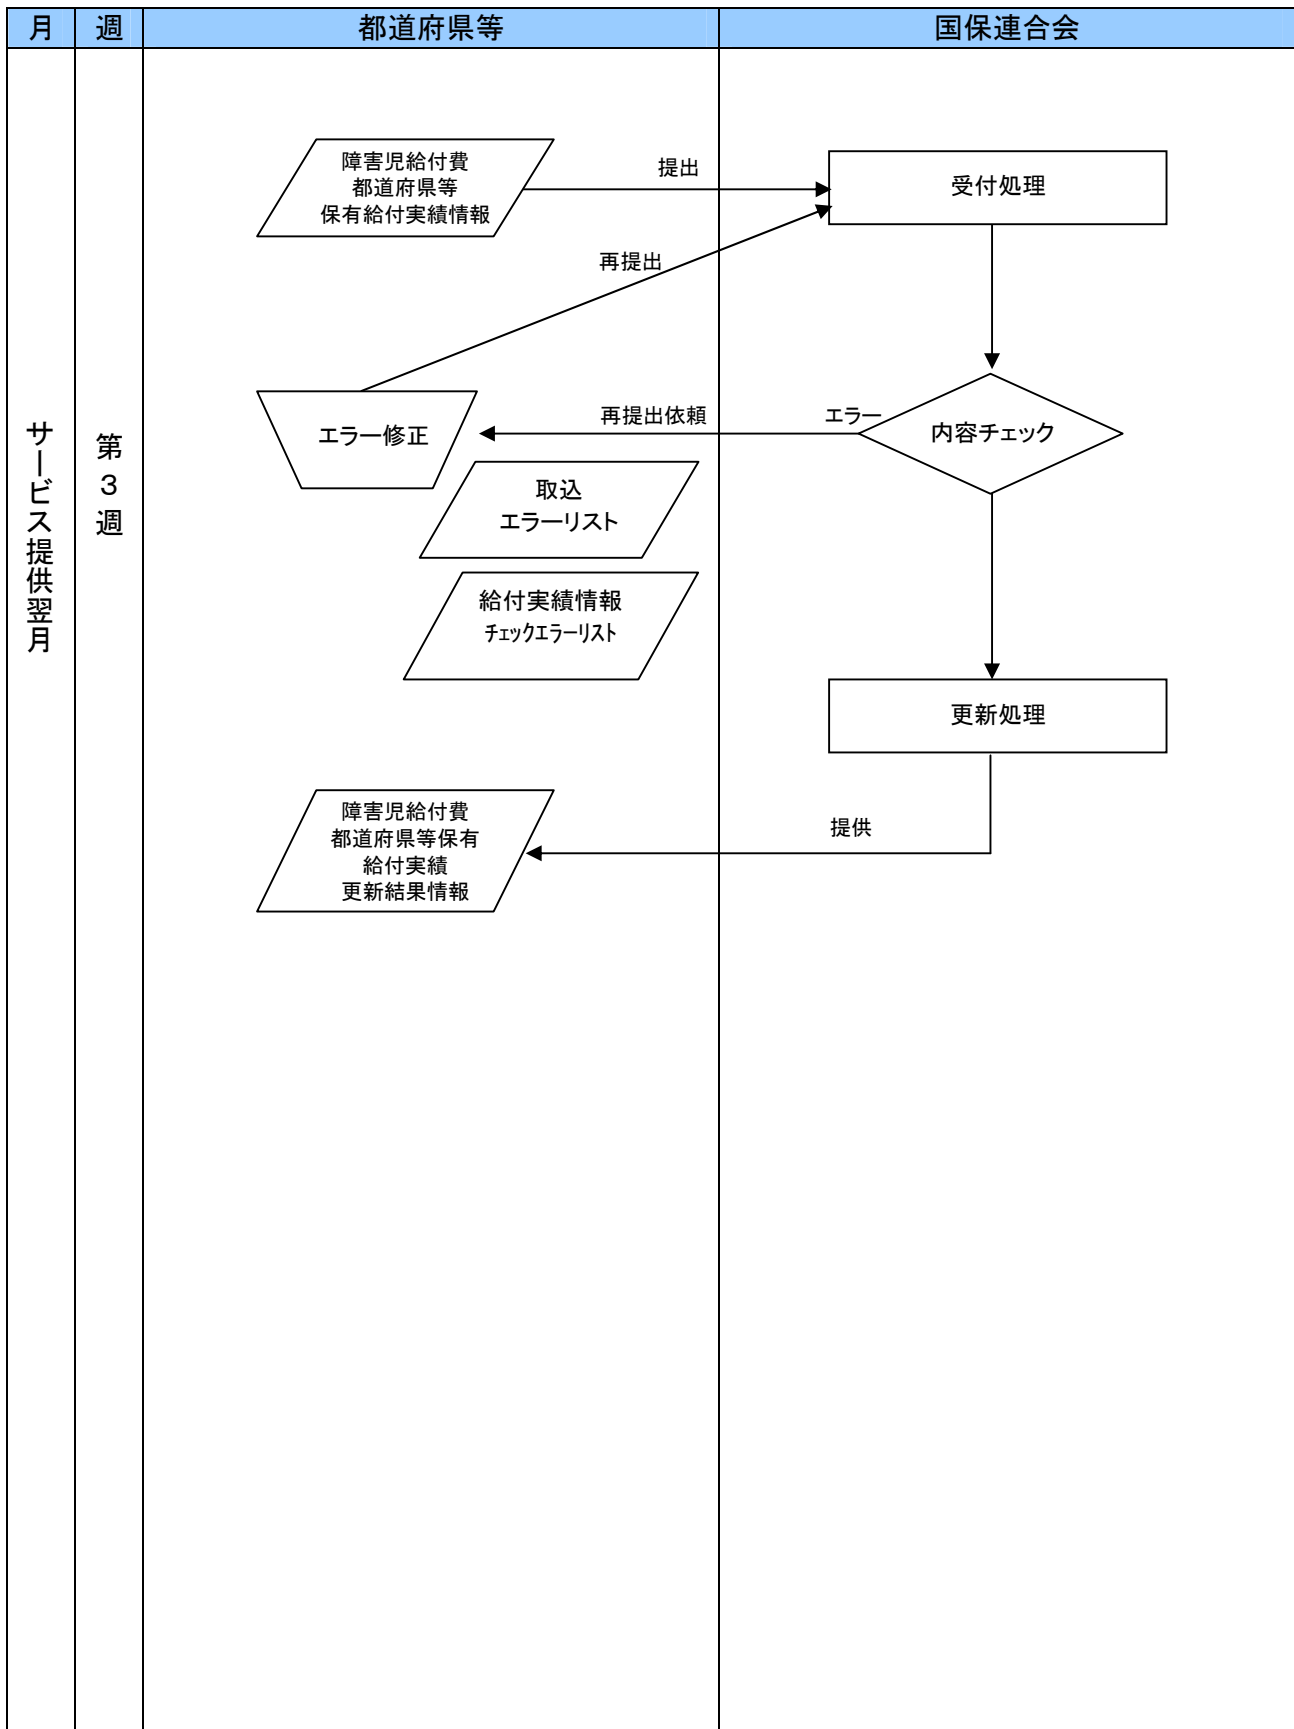 月
週
都道府県等
国保連合会
サービス提供翌月
第3週
障害児給付費
都道府県等
保有給付実績情報
提出
受付処理
再提出
エラー修正
再提出依頼
エラー
内容チェック
取込
エラーリスト
給付実績情報
ﾁｪｯｸｴﾗｰﾘｽﾄ
更新処理
障害児給付費
都道府県等保有
給付実績
更新結果情報
提供